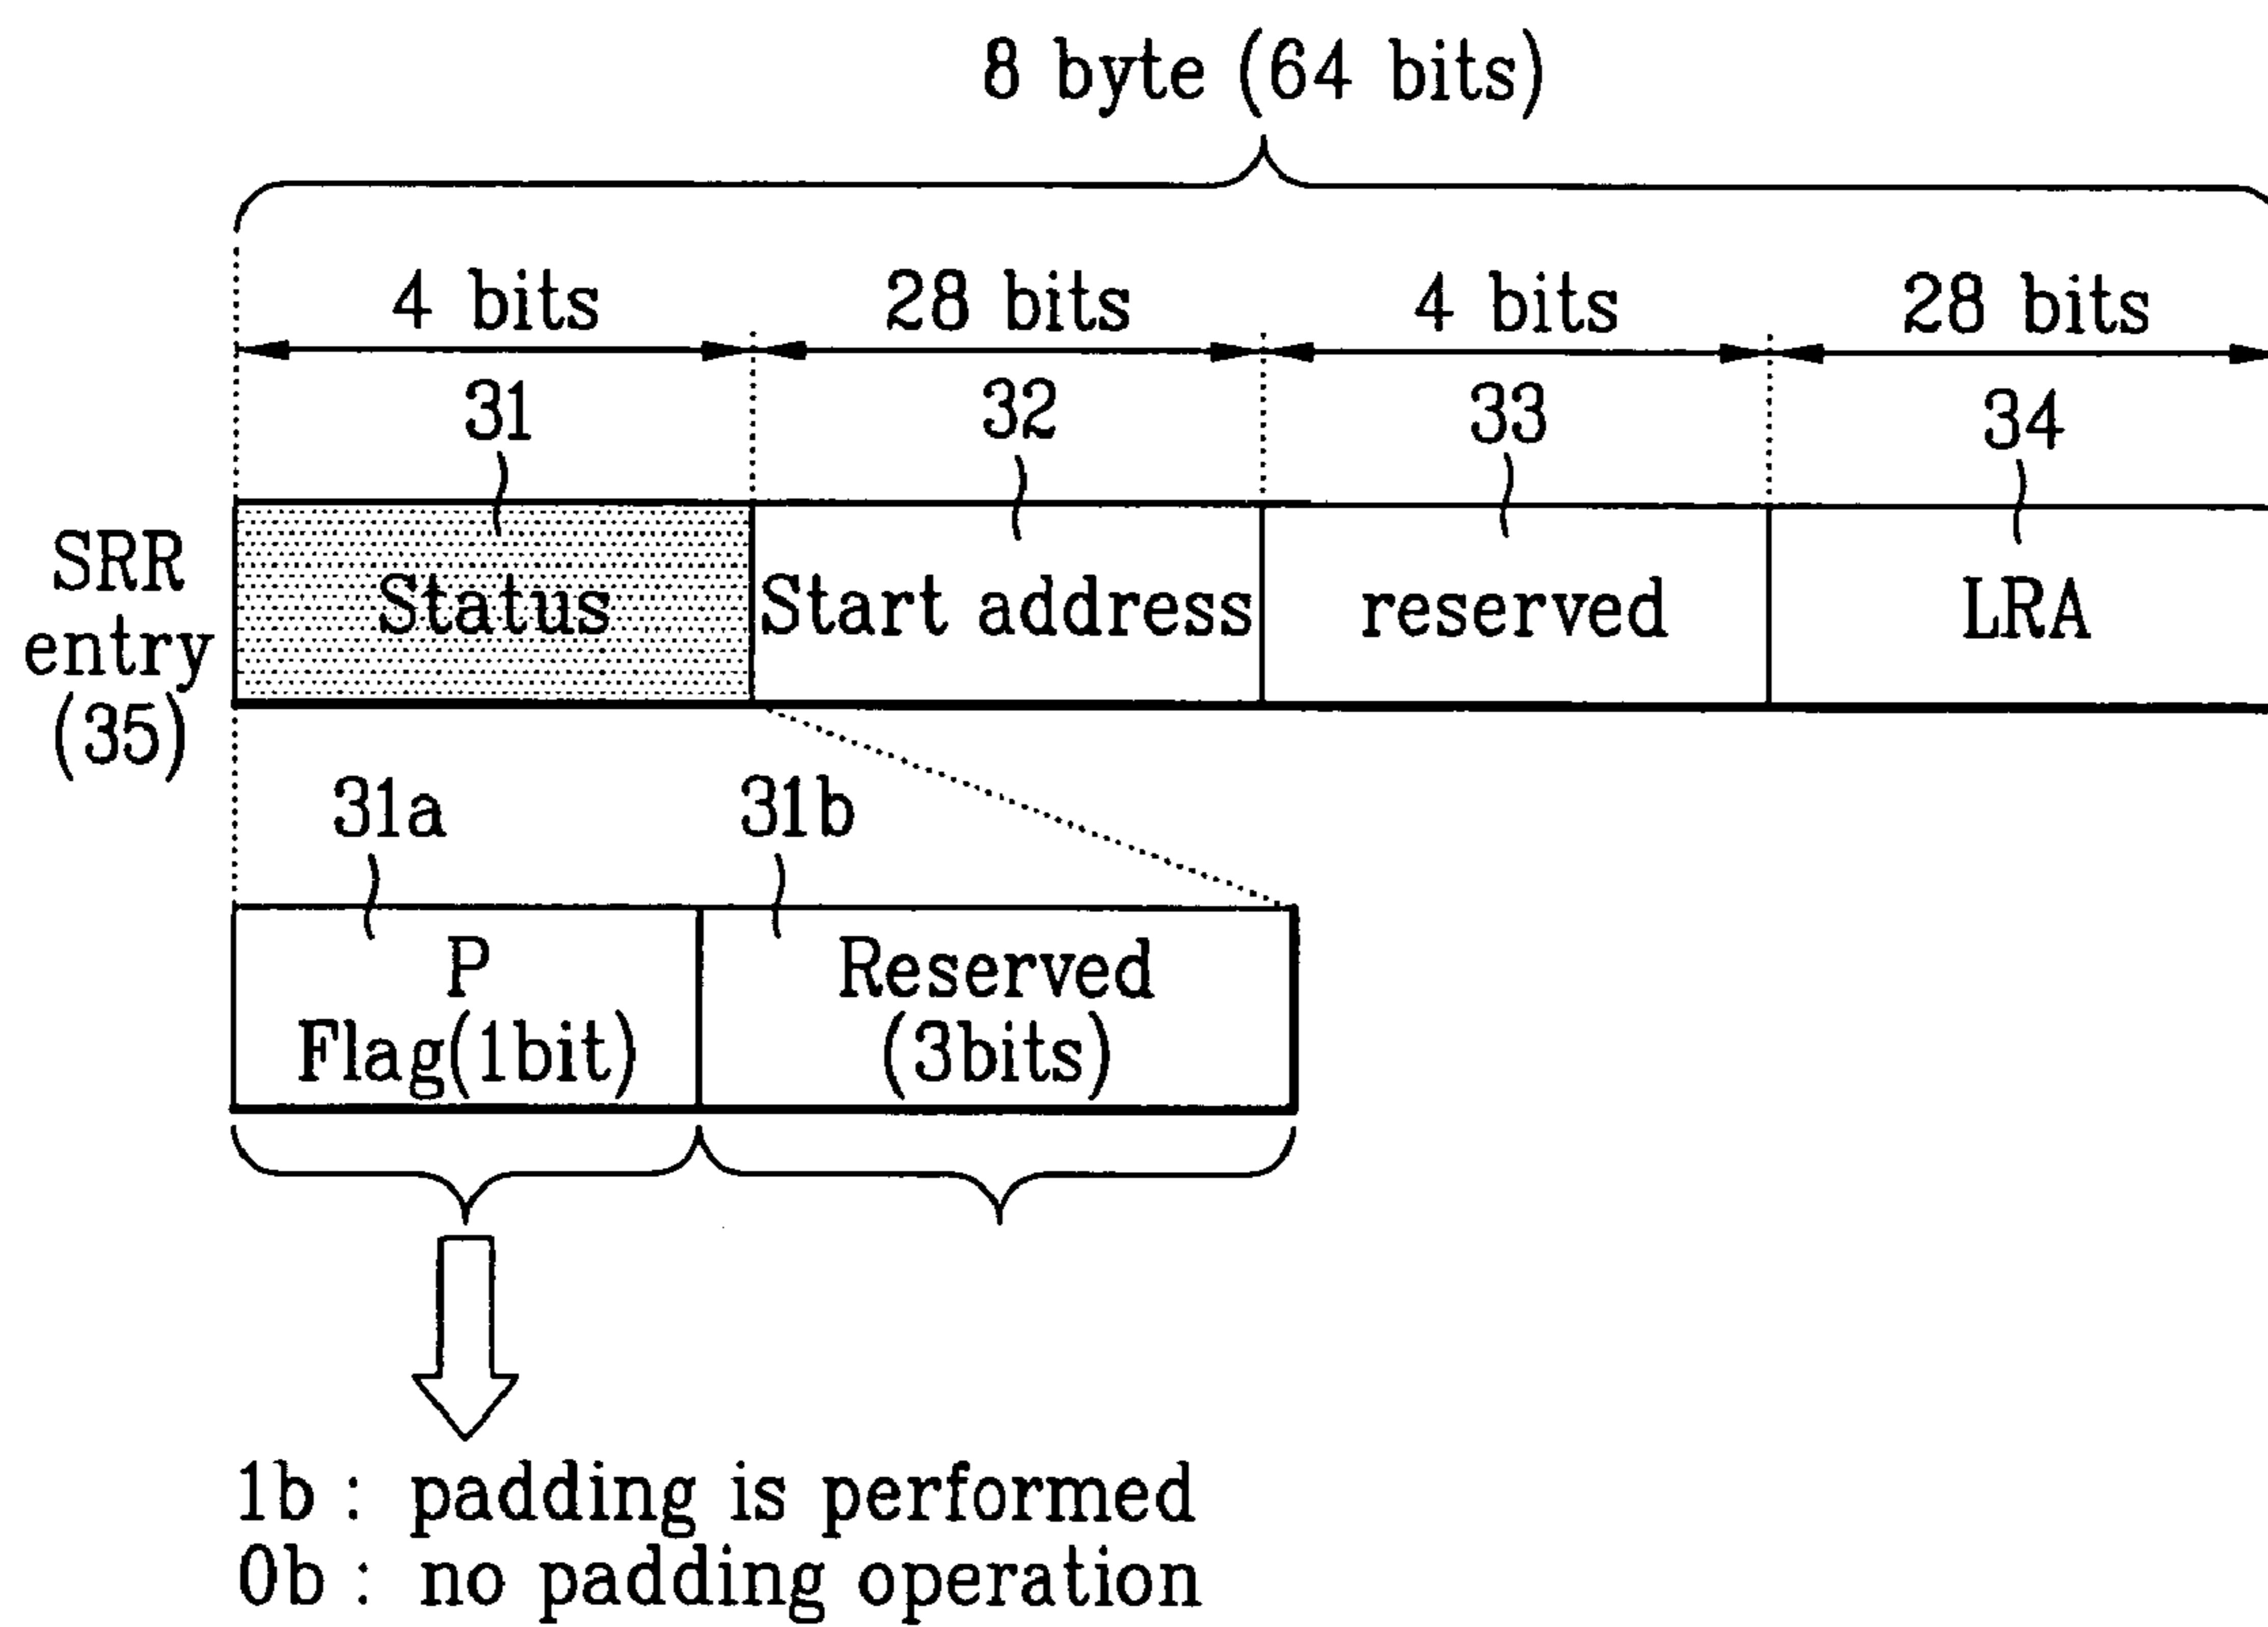 8 byte (64 bits)
4 bits 28 bits 4 bits 28 bits
31 32 33 34
SRR
entry
(35)
Status Start address reserved LRA
31a 31b
P
Flag(1bit)
Reserved
(3bits)
1b : padding is performed
0b : no padding operation